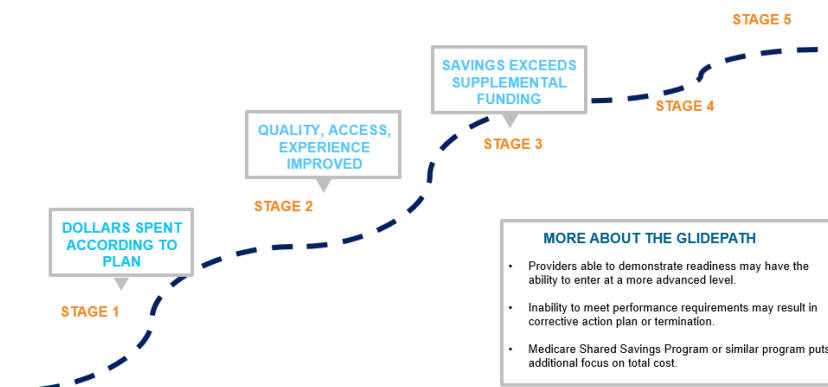 STAGE 5
SAVINGS EXCEEDS
SUPPLEMENTAL
FUNDING
STAGE 4
STAGE 3
QUALITY, ACCESS,
EXPERIENCE
IMPROVED
STAGE 2
DOLLARS SPENT
ACCORDING TO
PLAN
STAGE 1
MORE ABOUT THE GLIDEPATH
• Providers able to demonstrate readiness may have the
ability to enter at a more advanced level.
• Inability to meet performance requirements may result in
corrective action plan or termination.
• Medicare Shared Savings Program or similar program puts
additional focus on total cost.